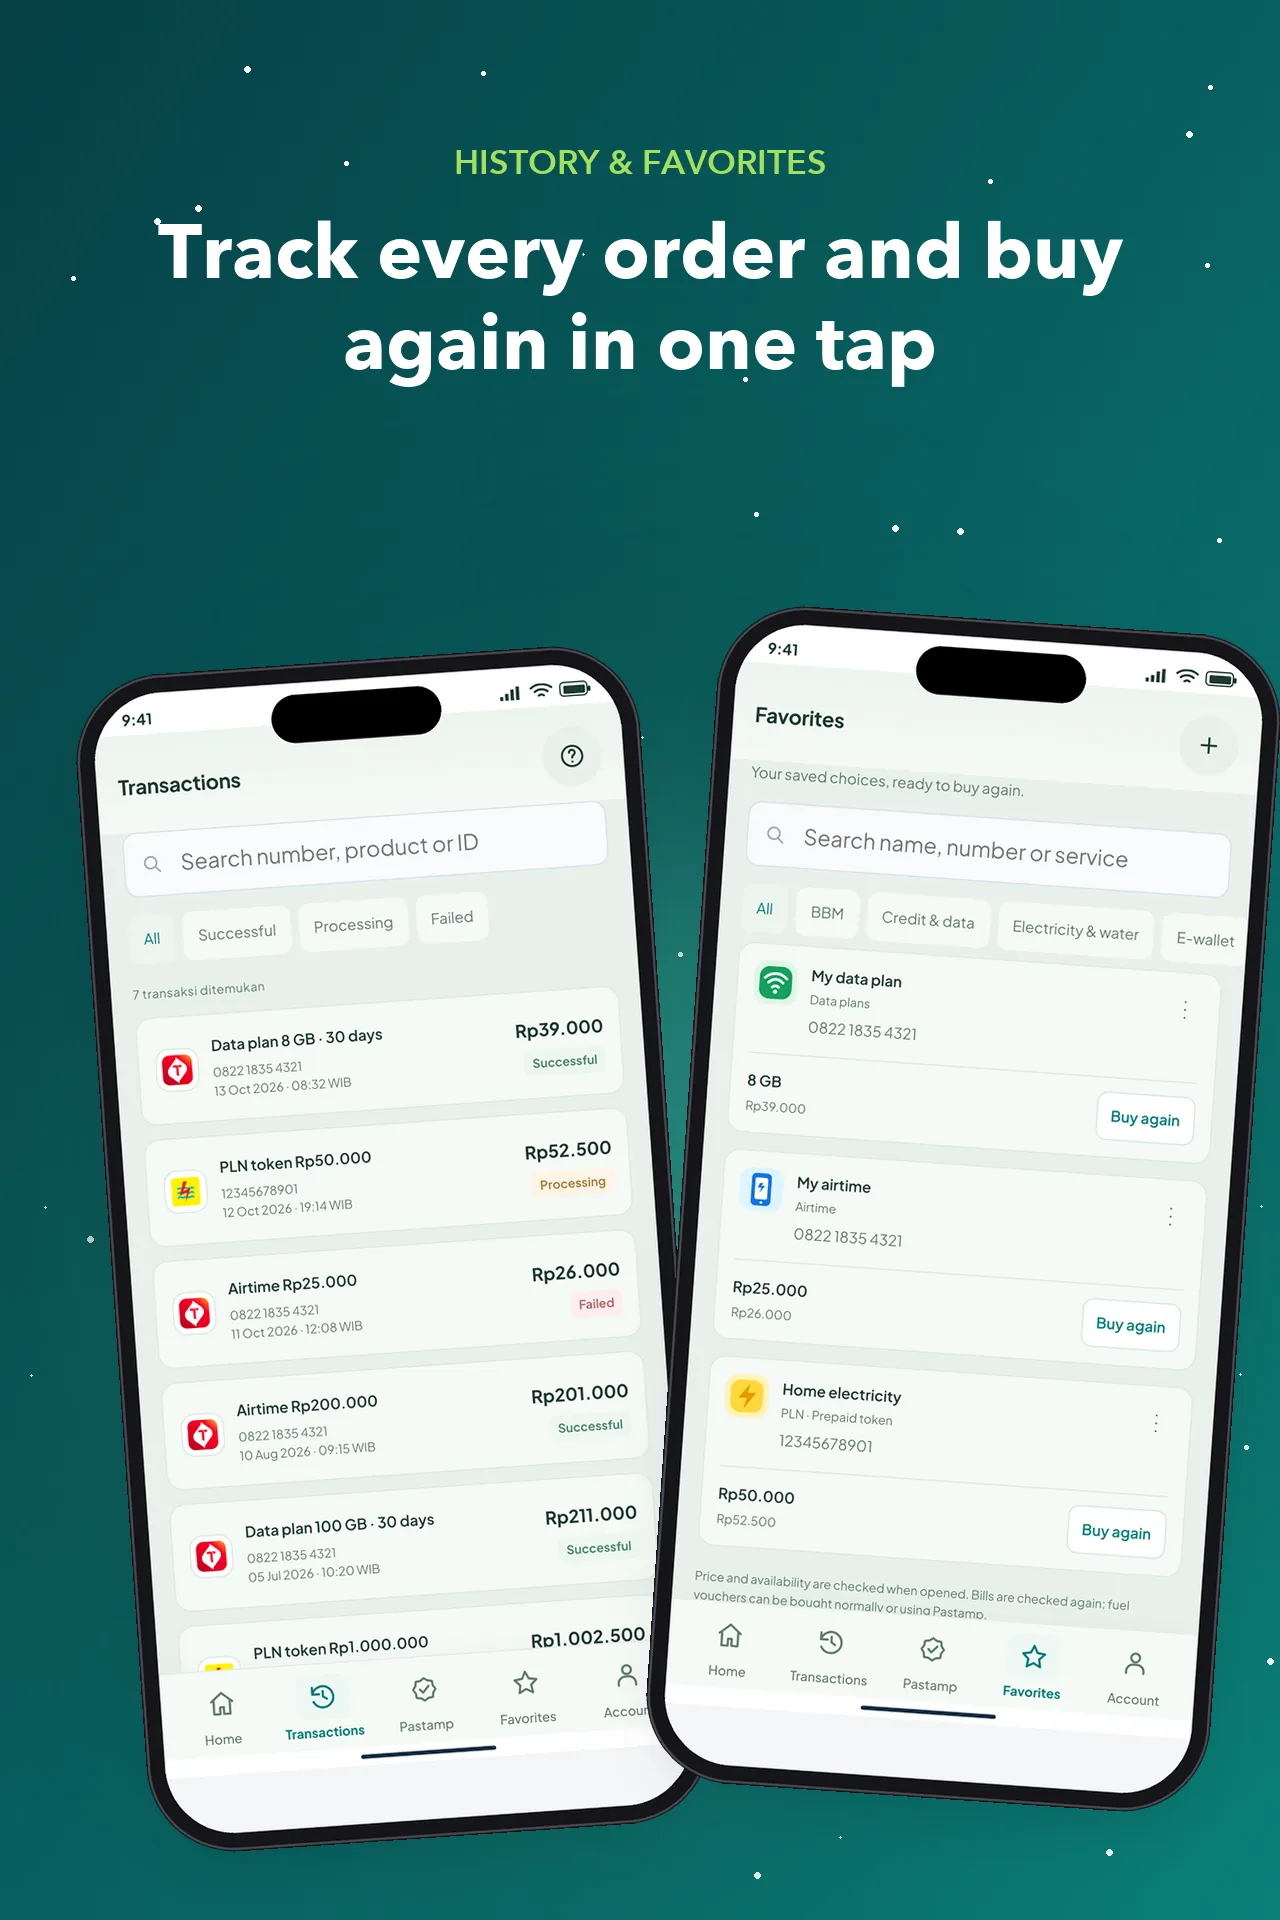 HISTORY & FAVORITES
Track every order and buy
again in one tap
9:41
Transactions
Search number, product or ID
All
Successful
Processing
Failed
7 transaksi ditemukan
Data plan 8 GB · 30 days
Rp39.000
0822 1835 4321
Successful
13 Oct 2026 · 08:32 WIB
PLN token Rp50.000
Rp52.500
12345678901
Processing
12 Oct 2026 · 19:14 WIB
Airtime Rp25.000
Rp26.000
0822 1835 4321
Failed
11 Oct 2026 · 12:08 WIB
Airtime Rp200.000
Rp201.000
0822 1835 4321
Successful
10 Aug 2026 · 09:15 WIB
Data plan 100 GB · 30 days
Rp211.000
0822 1835 4321
Successful
05 Jul 2026 · 10:20 WIB
PLN token Rp1.000.000
Rp1.002.500
Home
Transactions
Pastamp
Favorites
Accoun
9:41
Favorites
Your saved choices, ready to buy again.
Search name, number or service
All
BBM
Credit & data
Electricity & water
E-wallet
My data plan
Data plans
0822 1835 4321
8 GB
Rp39.000
Buy again
My airtime
Airtime
0822 1835 4321
Rp25.000
Rp26.000
Buy again
Home electricity
PLN · Prepaid token
12345678901
Rp50.000
Rp52.500
Buy again
Price and availability are checked when opened. Bills are checked again; fuel
vouchers can be bought normally or using Pastamp.
Home
Transactions
Pastamp
Favorites
Account